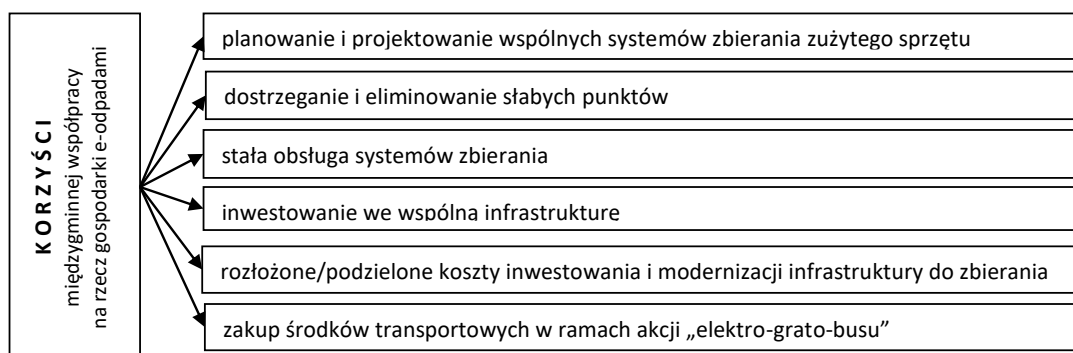 K O R Z Y Ś C I
międzygminnej współpracy
na rzecz gospodarki e-odpadami
planowanie i projektowanie wspólnych systemów zbierania zużytego sprzętu
dostrzeganie i eliminowanie słabych punktów
stała obsługa systemów zbierania
inwestowanie we wspólną infrastrukturę
rozłożone/podzielone koszty inwestowania i modernizacji infrastruktury do zbierania
zakup środków transportowych w ramach akcji „elektro-grato-busu”